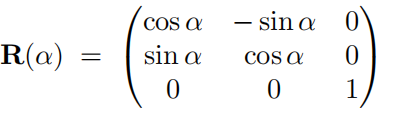 R(α) = ( cos α − sin α 0
sin α cos α 0
0 0 1 )